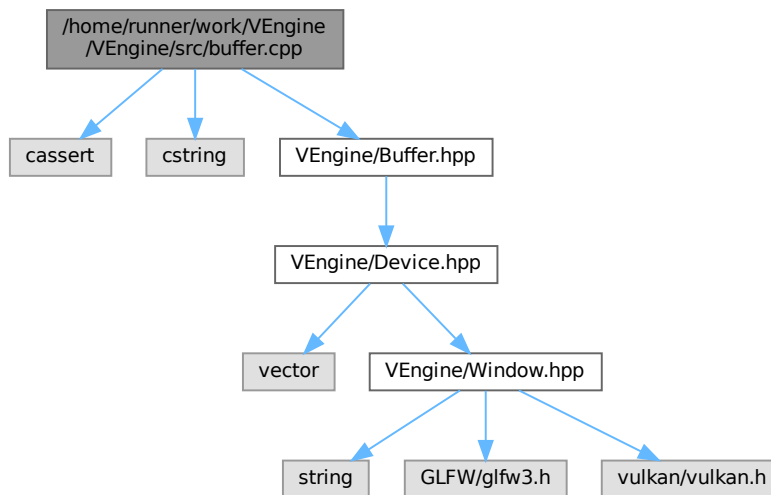 /home/runner/work/VEngine
/VEngine/src/buffer.cpp
cassert
cstring
VEngine/Buffer.hpp
VEngine/Device.hpp
vector
VEngine/Window.hpp
string
GLFW/glfw3.h
vulkan/vulkan.h